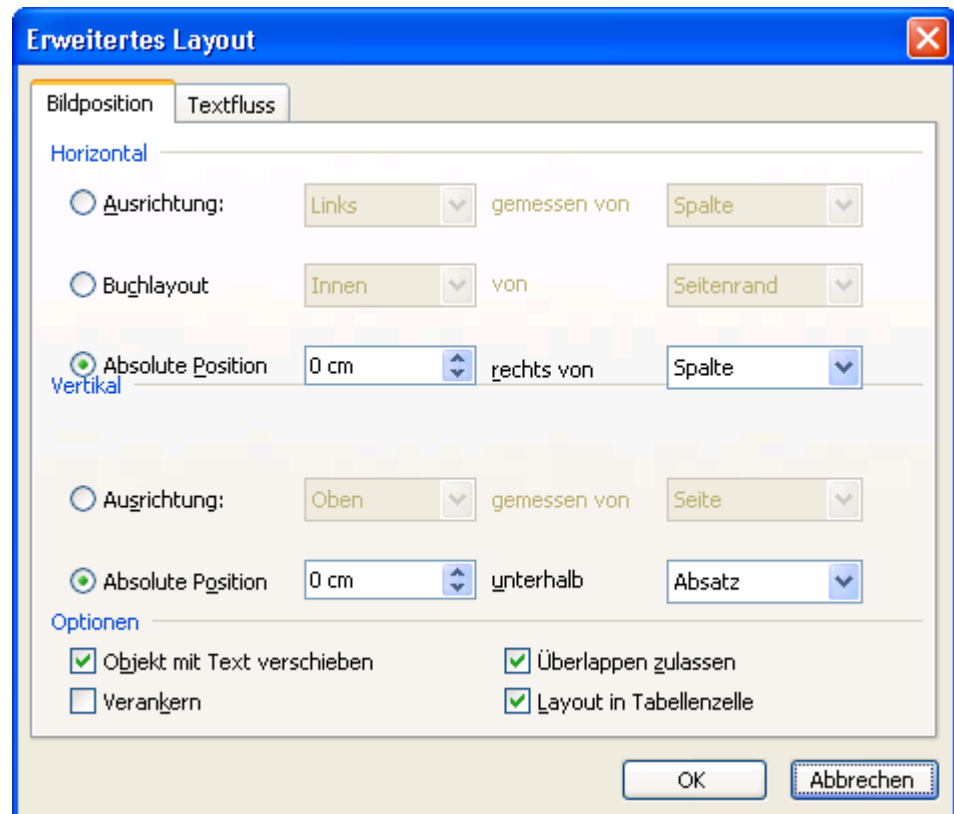 Erweitertes Layout
Bildposition Textfluss
Horizontal
Ausrichtung: Links gemessen von Spalte
Buchlayout Innen von Seitenrand
Absolute Position 0 cm rechts von Spalte
Vertikal
Ausrichtung: Oben gemessen von Seite
Absolute Position 0 cm unterhalb Absatz
Optionen
Objekt mit Text verschieben Überlappen zulassen
Verankern Layout in Tabellenzelle
OK Abbrechen